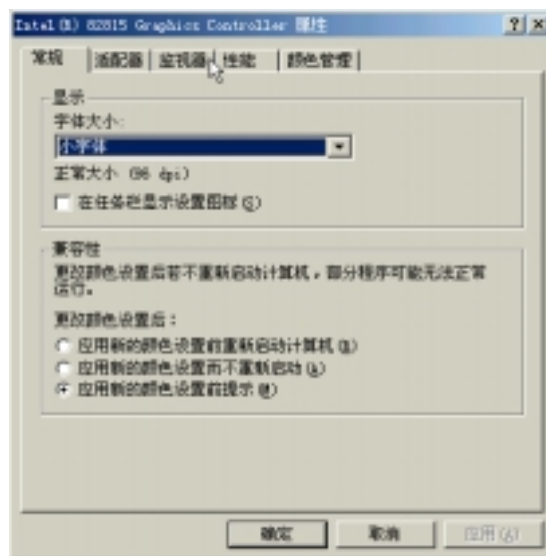 Intel(R) 82815 Graphics Controller 属性
常规 适配器 监视器 性能 颜色管理
显示
字体大小:
小字体
正常大小 (96 dpi)
在任务栏显示设置图标(S)
兼容性
更改颜色设置后若不重新启动计算机,部分程序可能无法正常
运行。
更改颜色设置后:
应用新的颜色设置前重新启动计算机(R)
应用新的颜色设置而不重新启动(A)
应用新的颜色设置前提示(M)
确定 取消 应用(A)